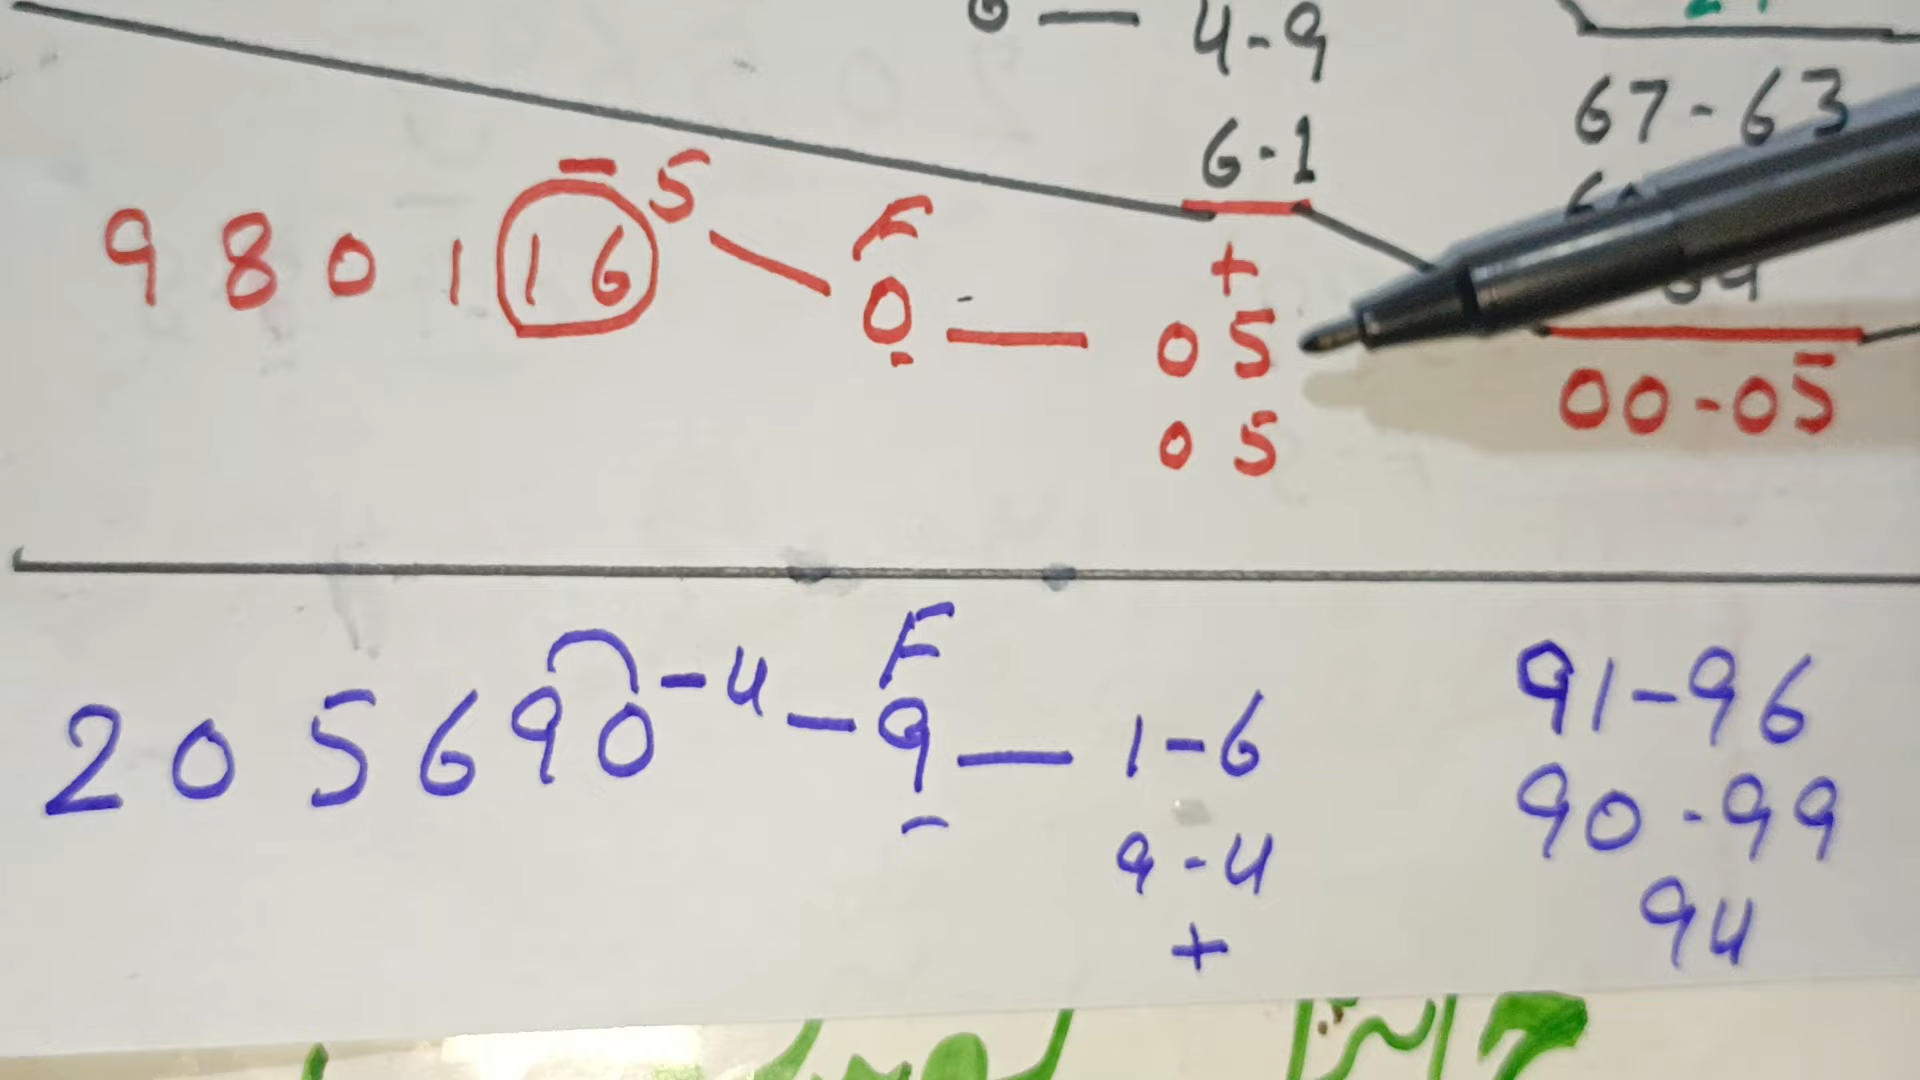 6 — 4-9
6-1
67-63
+
F
980116 – 5 — 0 — 05
05
00-05
F
205690 - 4 — 9 — 1-6
9-4
+
91-96
90-99
94